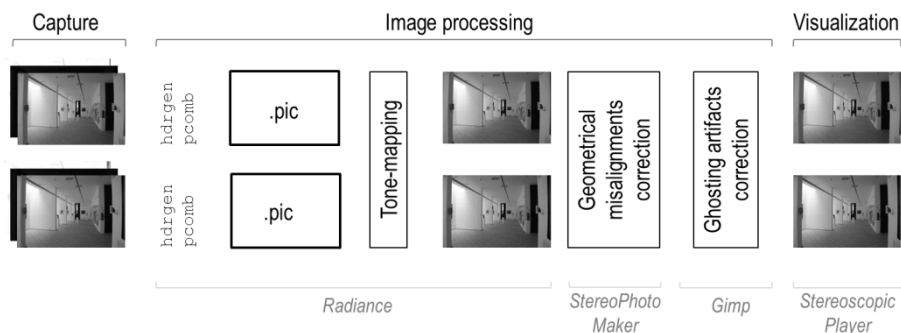 Capture
Image processing
Visualization
hdrgen
pcomb
.pic
hdrgen
pcomb
.pic
Tone-mapping
Geometrical
misalignments
correction
Ghosting artifacts
correction
Radiance
StereoPhoto
Maker
Gimp
Stereoscopic
Player